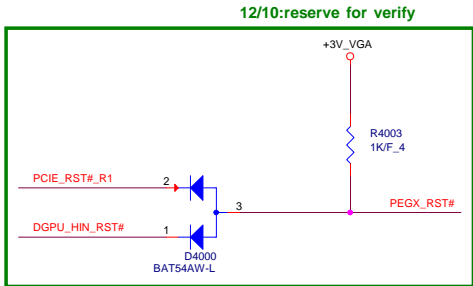 12/10:reserve for verify
+3V_VGA
R4003
1K/F_4
PCIE_RST#_R1
2
3
PEGX_RST#
DGPU_HIN_RST#
1
D4000
BAT54AW-L